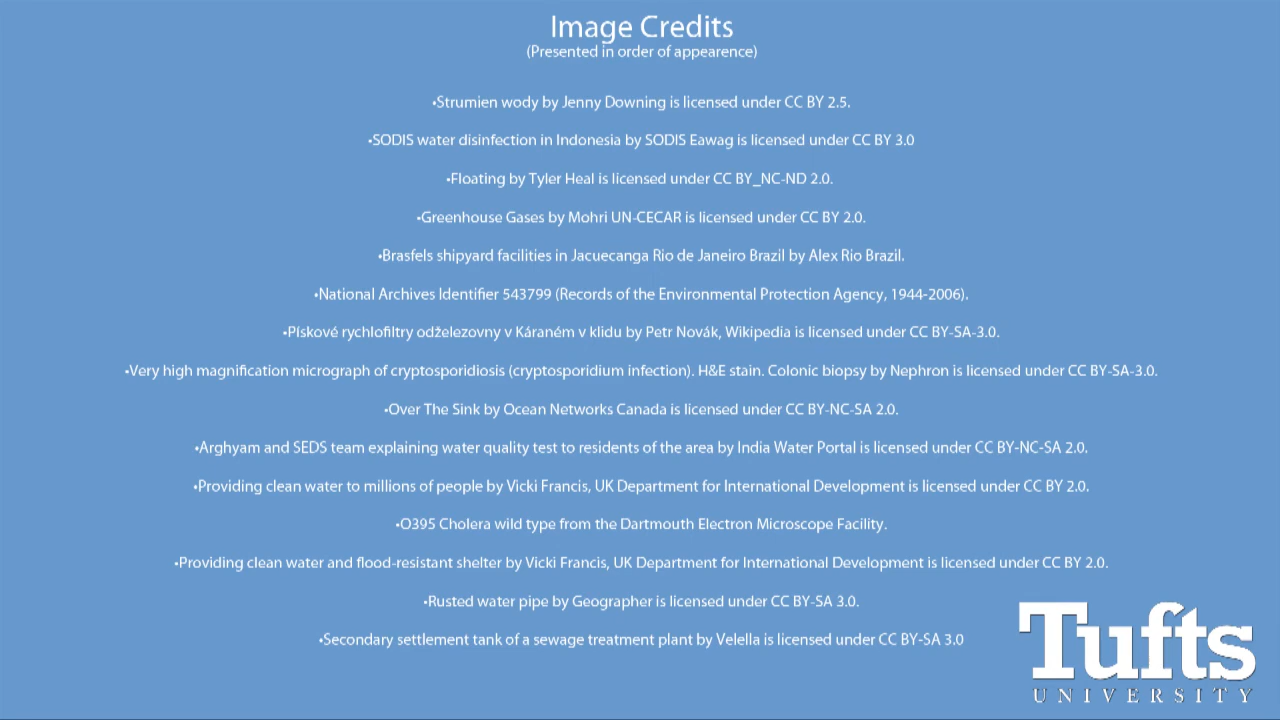 Image Credits
(Presented in order of appearence)
•Strumien wody by Jenny Downing is licensed under CC BY 2.5.
•SODIS water disinfection in Indonesia by SODIS Eawag is licensed under CC BY 3.0
•Floating by Tyler Heal is licensed under CC BY_NC-ND 2.0.
•Greenhouse Gases by Mohri UN-CECAR is licensed under CC BY 2.0.
•Brasfels shipyard facilities in Jacuecanga Rio de Janeiro Brazil by Alex Rio Brazil.
•National Archives Identifier 543799 (Records of the Environmental Protection Agency, 1944-2006).
•Pískové rychlofiltry odželezovny v Káraném v klidu by Petr Novák, Wikipedia is licensed under CC BY-SA-3.0.
•Very high magnification micrograph of cryptosporidiosis (cryptosporidium infection). H&E stain. Colonic biopsy by Nephron is licensed under CC BY-SA-3.0.
•Over The Sink by Ocean Networks Canada is licensed under CC BY-NC-SA 2.0.
•Arghyam and SEDS team explaining water quality test to residents of the area by India Water Portal is licensed under CC BY-NC-SA 2.0.
•Providing clean water to millions of people by Vicki Francis, UK Department for International Development is licensed under CC BY 2.0.
•O395 Cholera wild type from the Dartmouth Electron Microscope Facility.
•Providing clean water and flood-resistant shelter by Vicki Francis, UK Department for International Development is licensed under CC BY 2.0.
•Rusted water pipe by Geographer is licensed under CC BY-SA 3.0.
•Secondary settlement tank of a sewage treatment plant by Velella is licensed under CC BY-SA 3.0
Tufts
UNIVERSITY